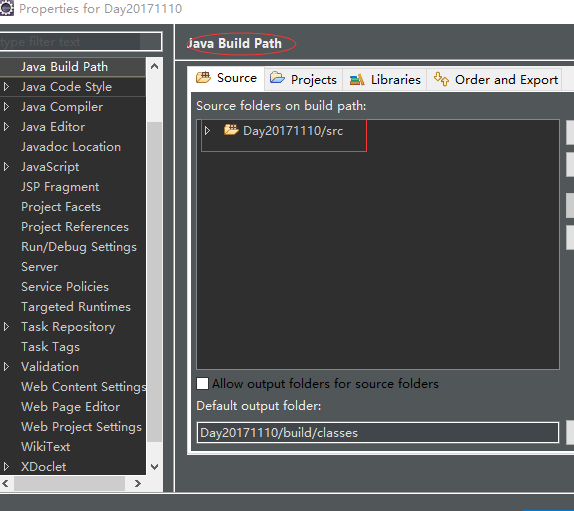 Properties for Day20171110
type filter text
Java Build Path
Java Code Style
Java Compiler
Java Editor
Javadoc Location
JavaScript
JSP Fragment
Project Facets
Project References
Run/Debug Settings
Server
Service Policies
Targeted Runtimes
Task Repository
Task Tags
Validation
Web Content Settings
Web Page Editor
Web Project Settings
WikiText
XDoclet
Java Build Path
Source Projects Libraries Order and Export
Source folders on build path:
Day20171110/src
Allow output folders for source folders
Default output folder:
Day20171110/build/classes